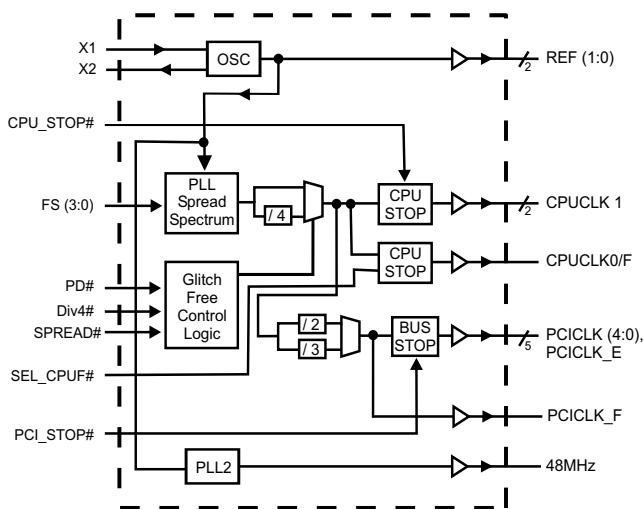 X1
X2
OSC
REF (1:0)
2
CPU_STOP#
FS (3:0)
PLL
Spread
Spectrum
/ 4
CPU
STOP
2
CPUCLK 1
CPU
STOP
CPUCLK0/F
PD#
Div4#
SPREAD#
Glitch
Free
Control
Logic
/ 2
/ 3
BUS
STOP
5
PCICLK (4:0),
PCICLK_E
SEL_CPUF#
PCICLK_F
PCI_STOP#
PLL2
48MHz